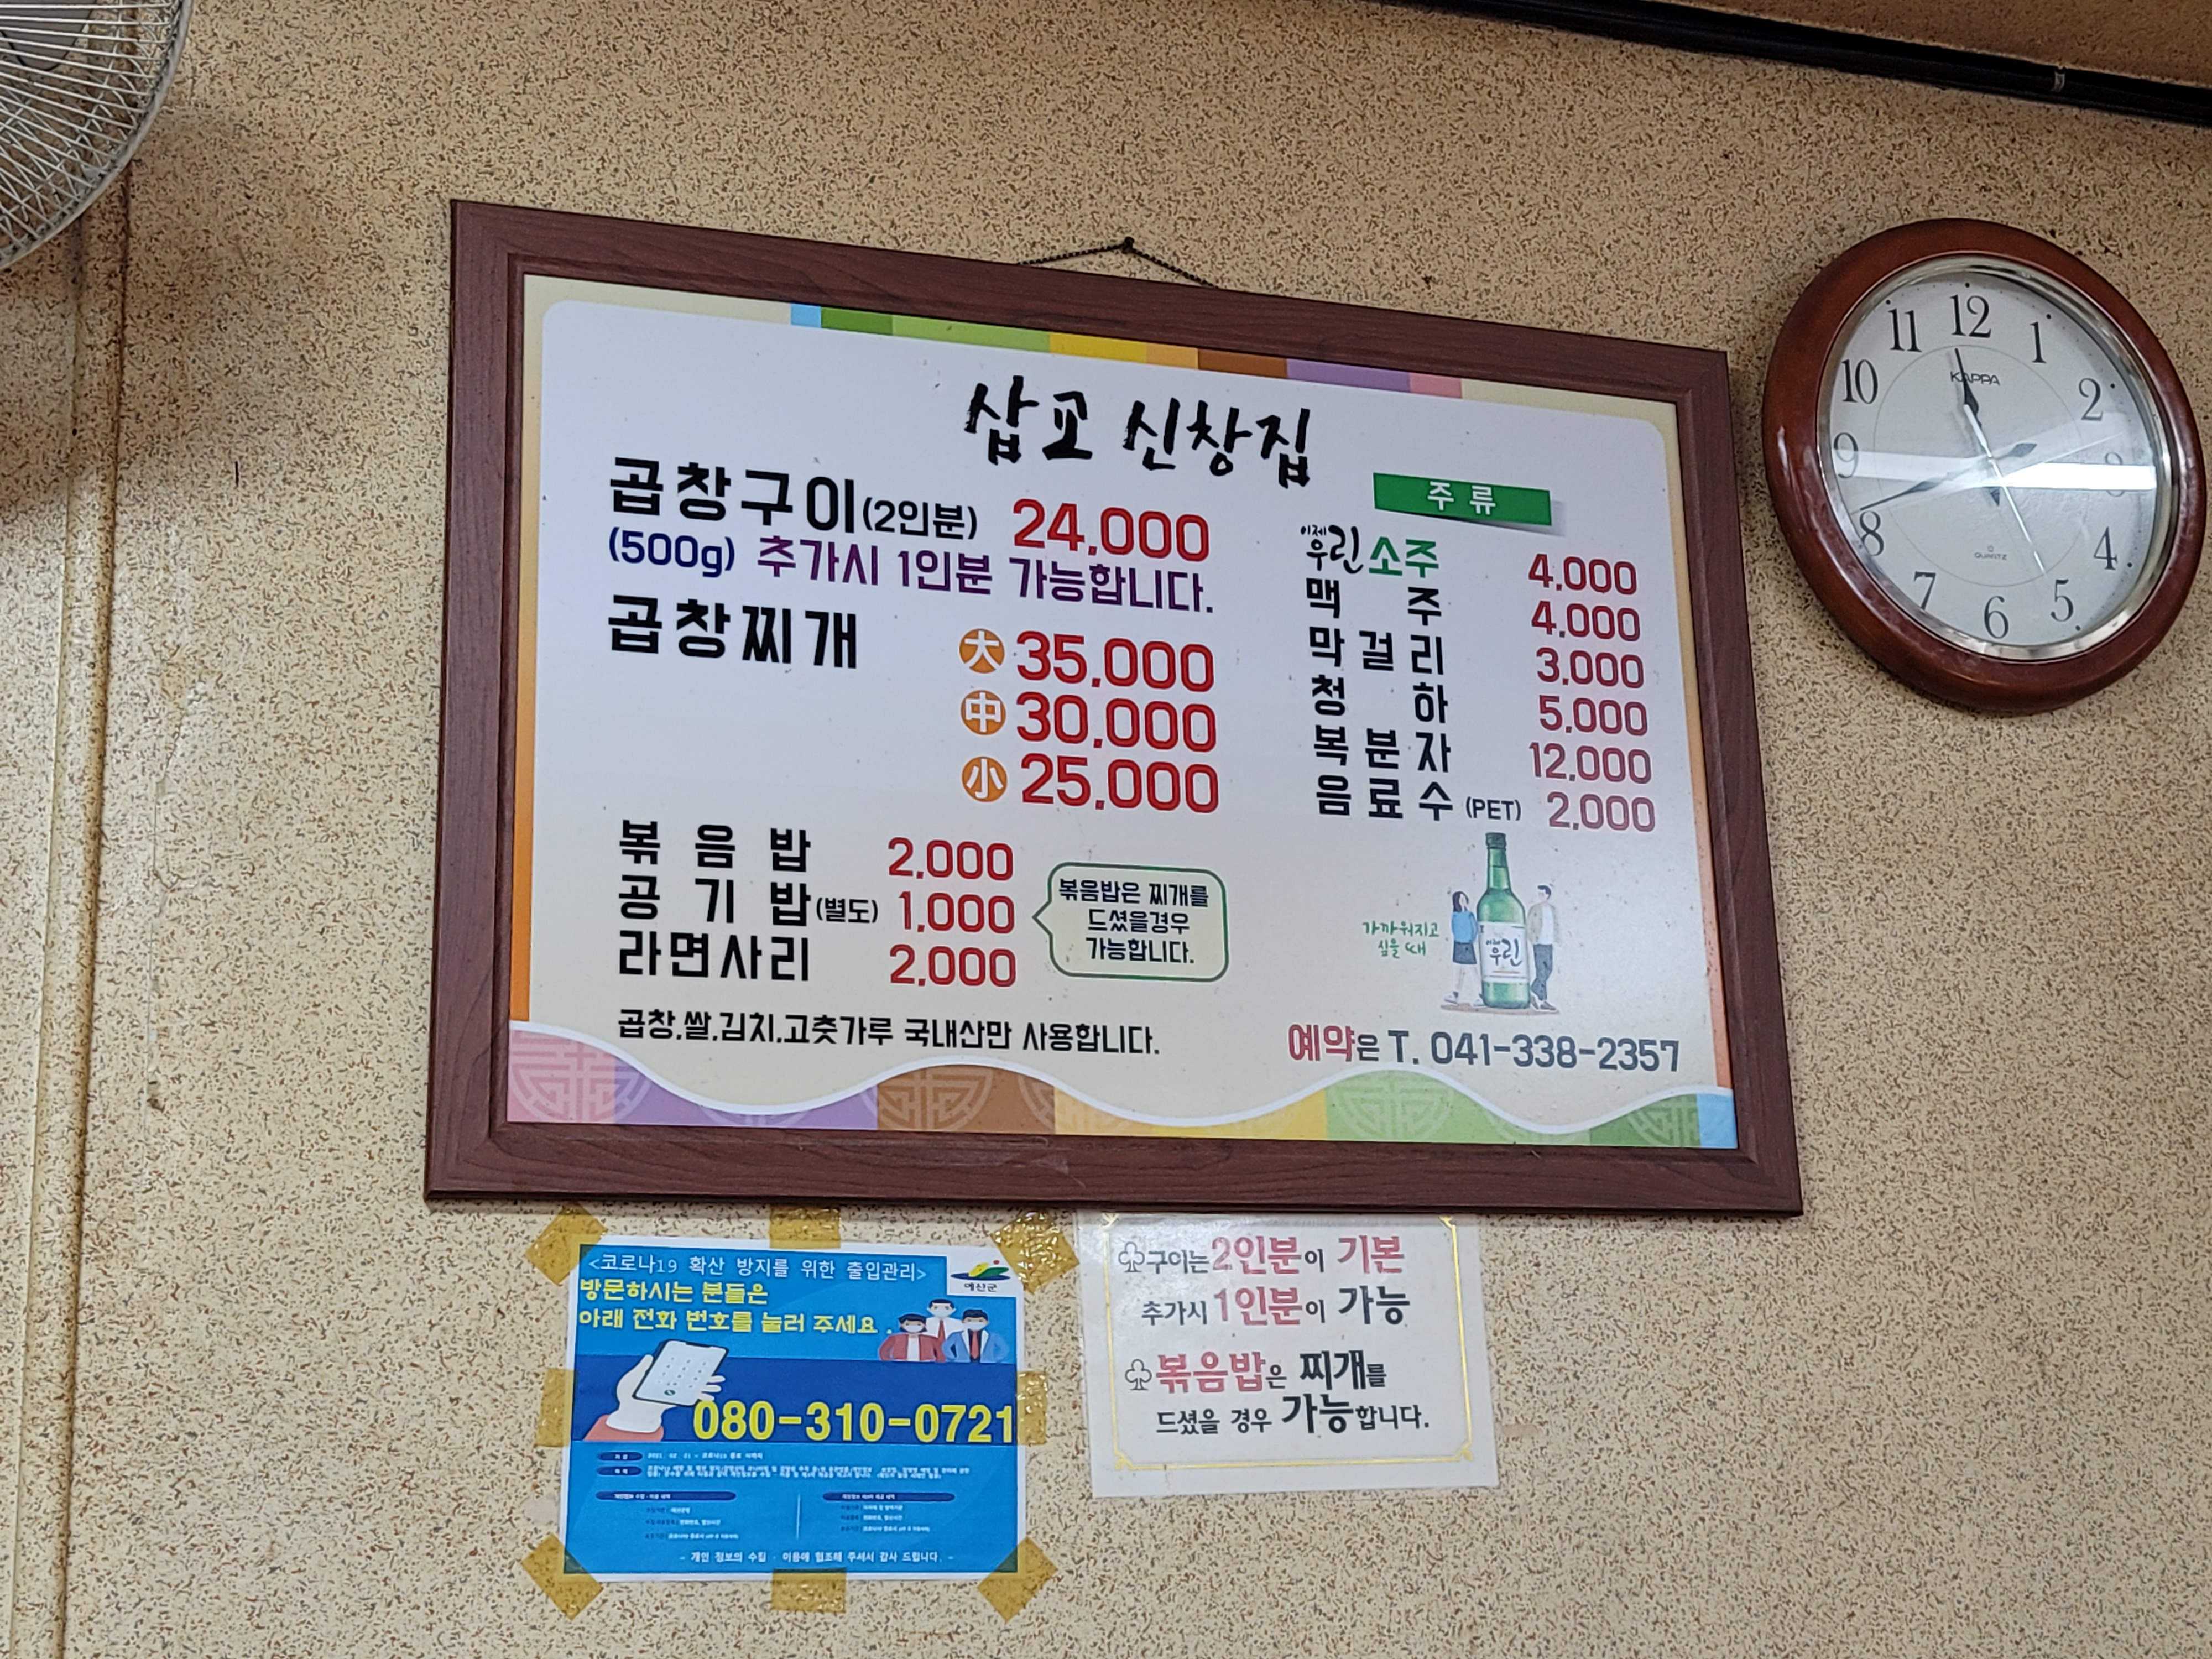 삽교 신창집
곱창구이(2인분) 24,000
(500g) 추가시 1인분 가능합니다.
곱창찌개 大 35,000
中 30,000
小 25,000
볶음밥 2,000
공기밥(별도) 1,000
라면사리 2,000
볶음밥은 찌개를
드셨을경우
가능합니다.
곱창.쌀.김치.고춧가루 국내산만 사용합니다.
주류
이제우린소주 4,000
맥주 4,000
막걸리 3,000
청하 5,000
복분자 12,000
음료수(PET) 2,000
가까워지고
싶을 때
이제우린
예약은 T. 041-338-2357
12
1
2
3
4
5
6
7
8
9
10
11
KAPPA
QUARTZ
<코로나19 확산 방지를 위한 출입관리>
예산군
방문하시는 분들은
아래 전화 번호를 눌러 주세요.
080-310-0721
- 개인 정보의 수집 · 이용에 협조해 주셔서 감사 드립니다. -
♧구이는 2인분이 기본
추가시 1인분이 가능
♧볶음밥은 찌개를
드셨을 경우 가능합니다.